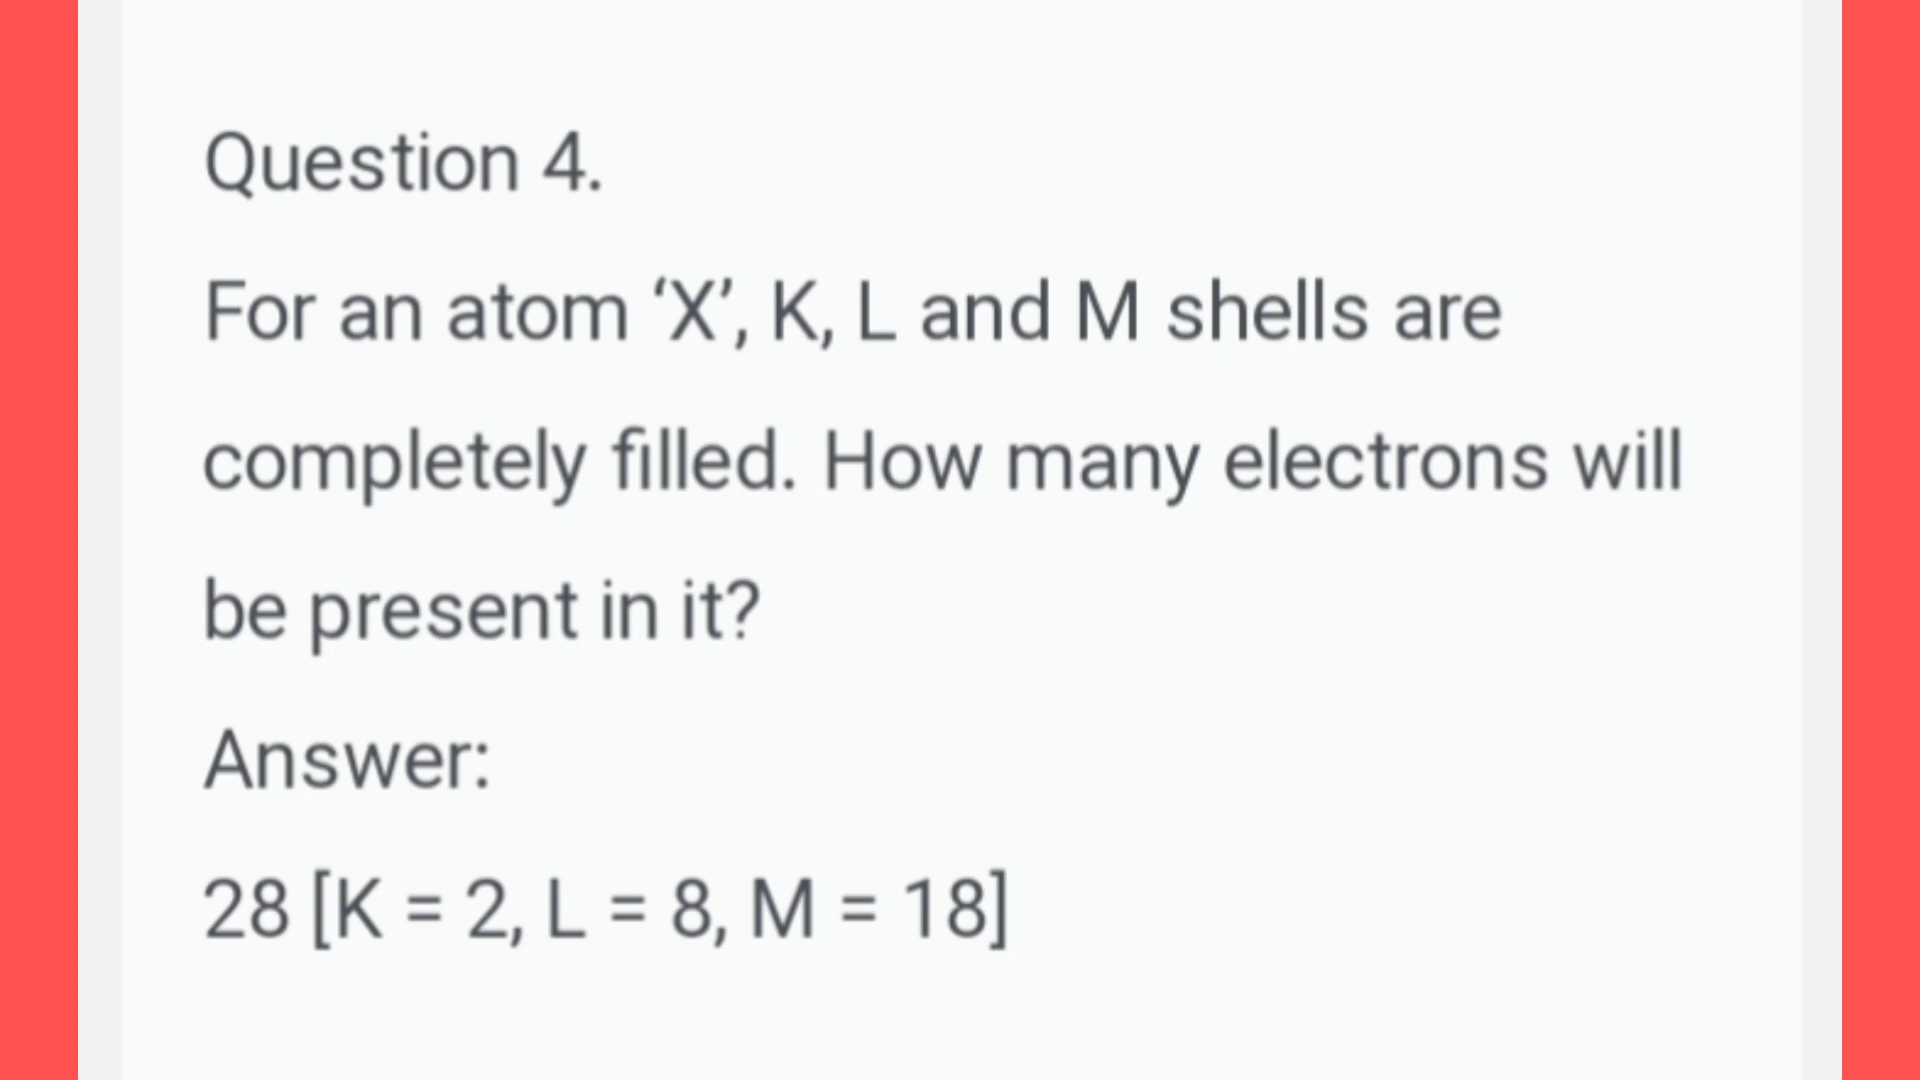 Question 4.
For an atom ‘X’, K, L and M shells are
completely filled. How many electrons will
be present in it?
Answer:
28 [K = 2, L = 8, M = 18]